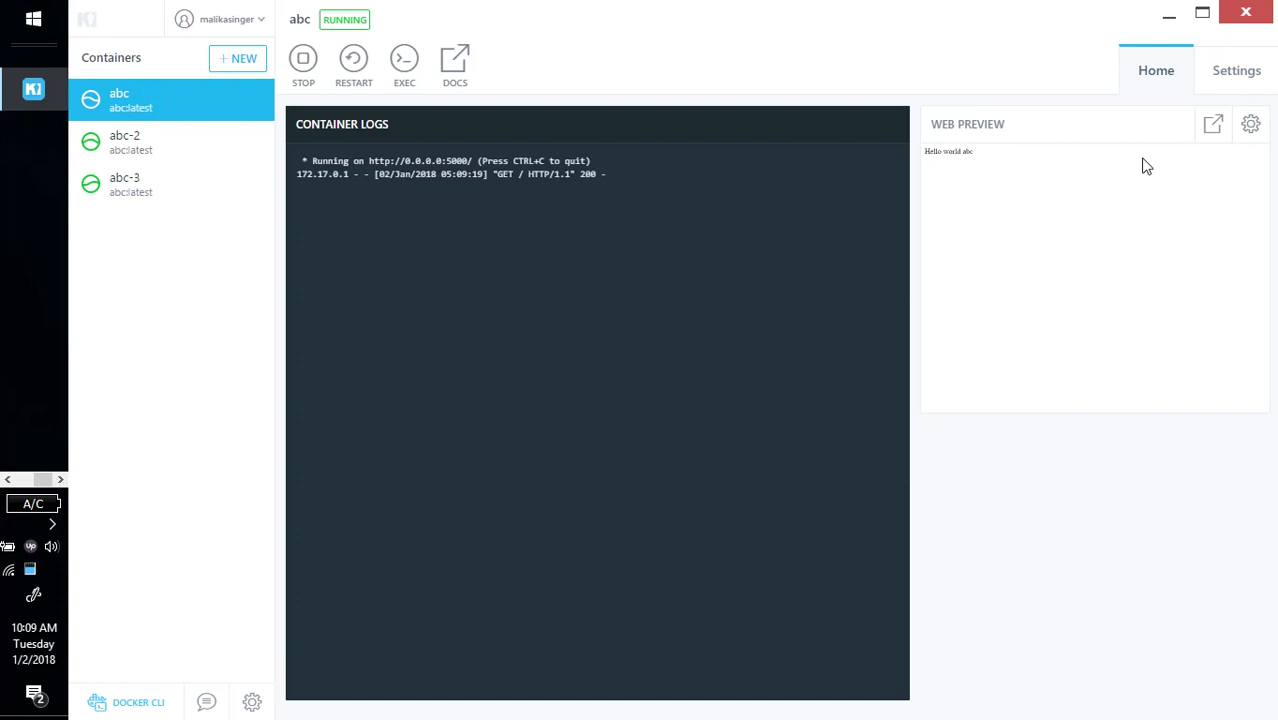 malikasinger
Containers
+ NEW
abc
abc:latest
abc-2
abc:latest
abc-3
abc:latest
DOCKER CLI
abc RUNNING
STOP
RESTART
EXEC
DOCS
Home
Settings
CONTAINER LOGS
* Running on http://0.0.0.0:5000/ (Press CTRL+C to quit)
172.17.0.1 - - [02/Jan/2018 05:09:19] "GET / HTTP/1.1" 200 -
WEB PREVIEW
Hello world abc
A/C
up
10:09 AM
Tuesday
1/2/2018
2